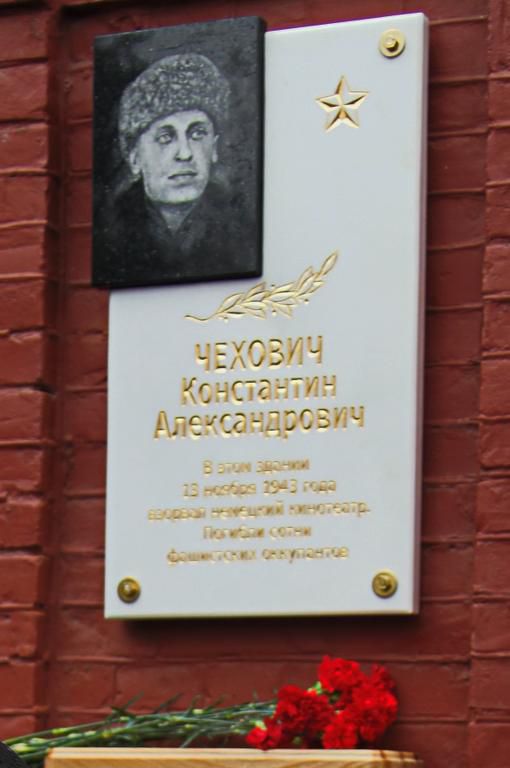 ЧЕХОВИЧ
Константин
Александрович
В этом здании
13 ноября 1943 года
взорвал немецкий кинотеатр.
Погибли сотни
фашистских оккупантов